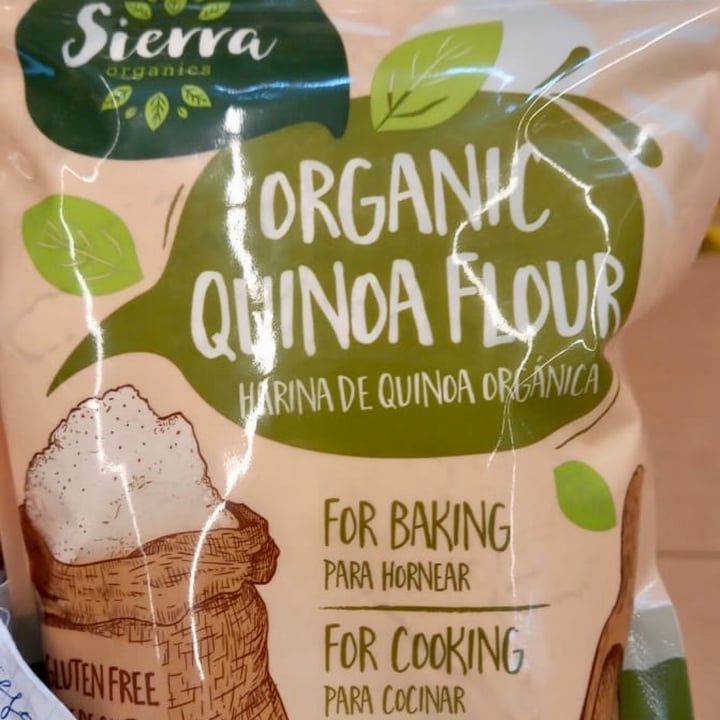 Sierra
organics
ORGANIC
QUINOA FLOUR
HARINA DE QUINOA ORGÁNICA
FOR BAKING
PARA HORNEAR
FOR COOKING
PARA COCINAR
GLUTEN FREE